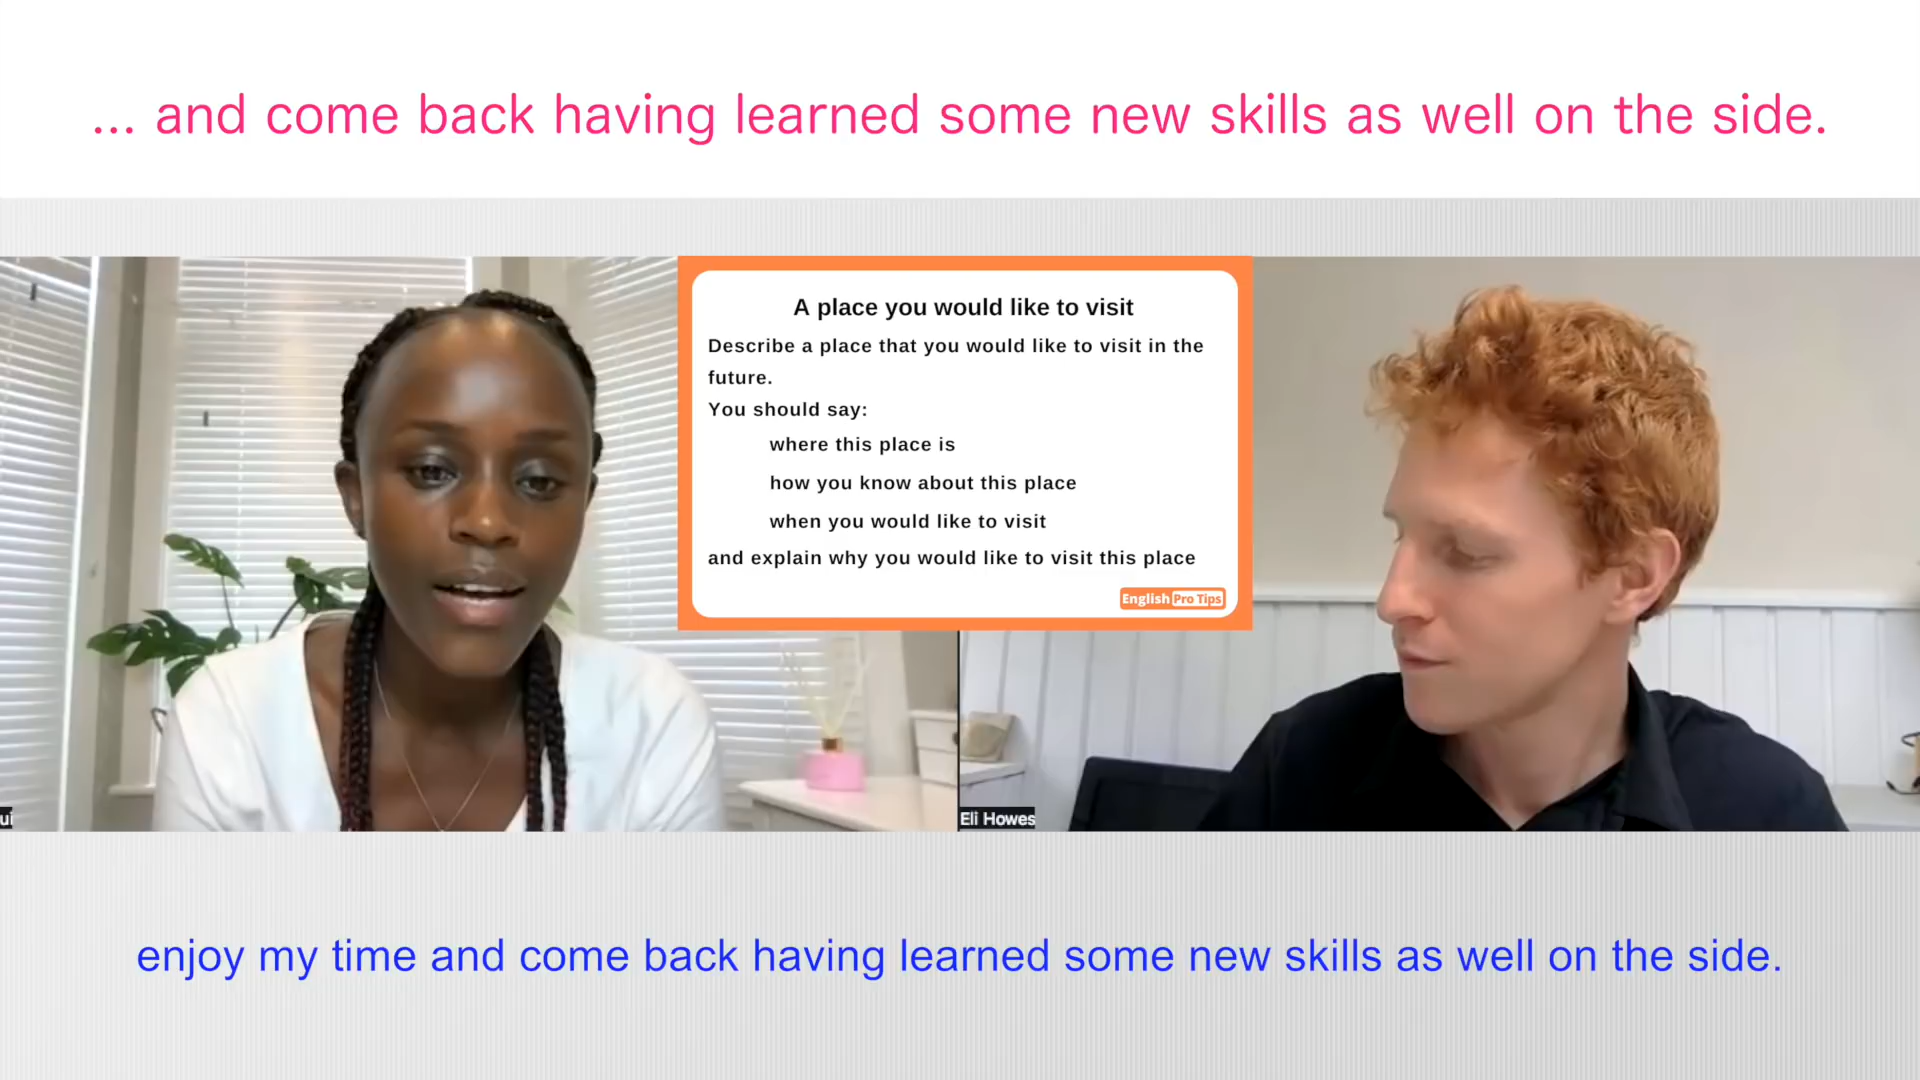 ... and come back having learned some new skills as well on the side.
A place you would like to visit
Describe a place that you would like to visit in the
future.
You should say:
where this place is
how you know about this place
when you would like to visit
and explain why you would like to visit this place
English Pro Tips
ui
Eli Howes
enjoy my time and come back having learned some new skills as well on the side.